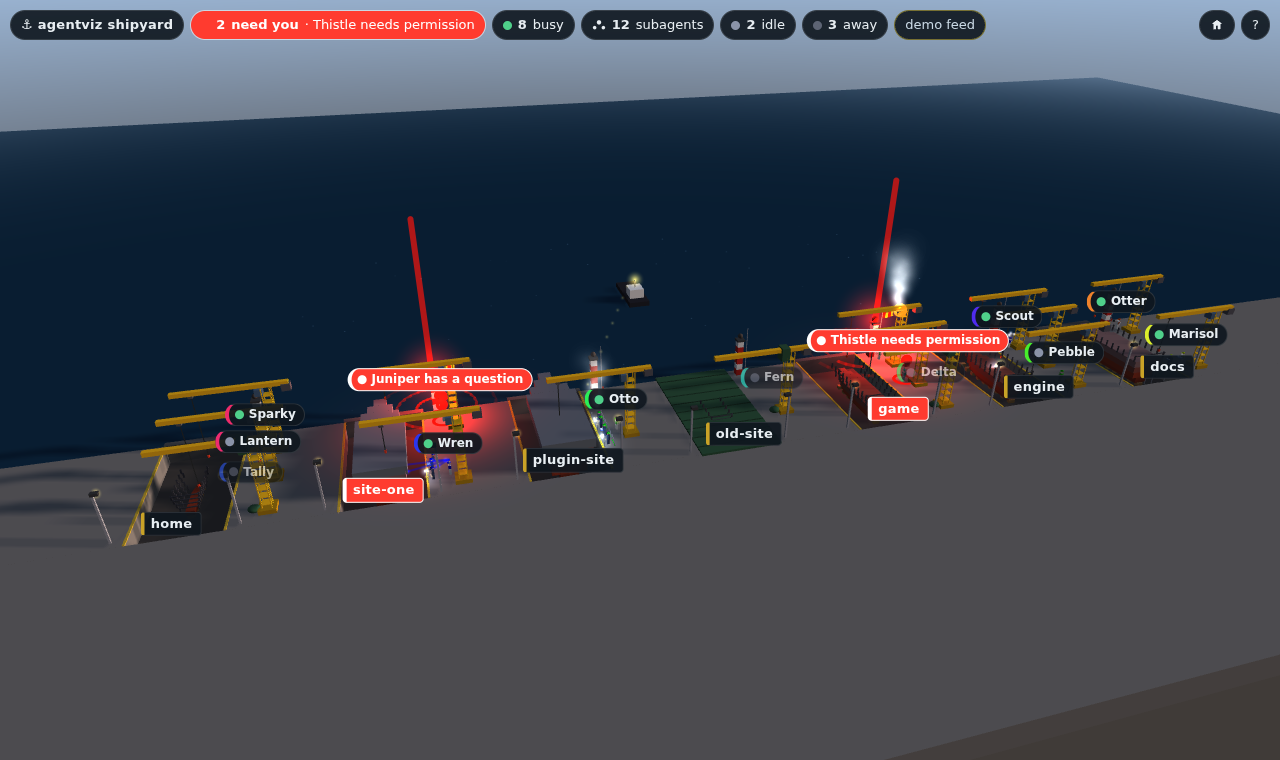 ⚓ agentviz shipyard
2 need you · Thistle needs permission
8 busy
12 subagents
2 idle
3 away
demo feed
?
Otter
Scout
Marisol
Thistle needs permission
Pebble
docs
Delta
Fern
Juniper has a question
engine
Otto
game
Sparky
old-site
Lantern
Wren
plugin-site
Tally
site-one
home